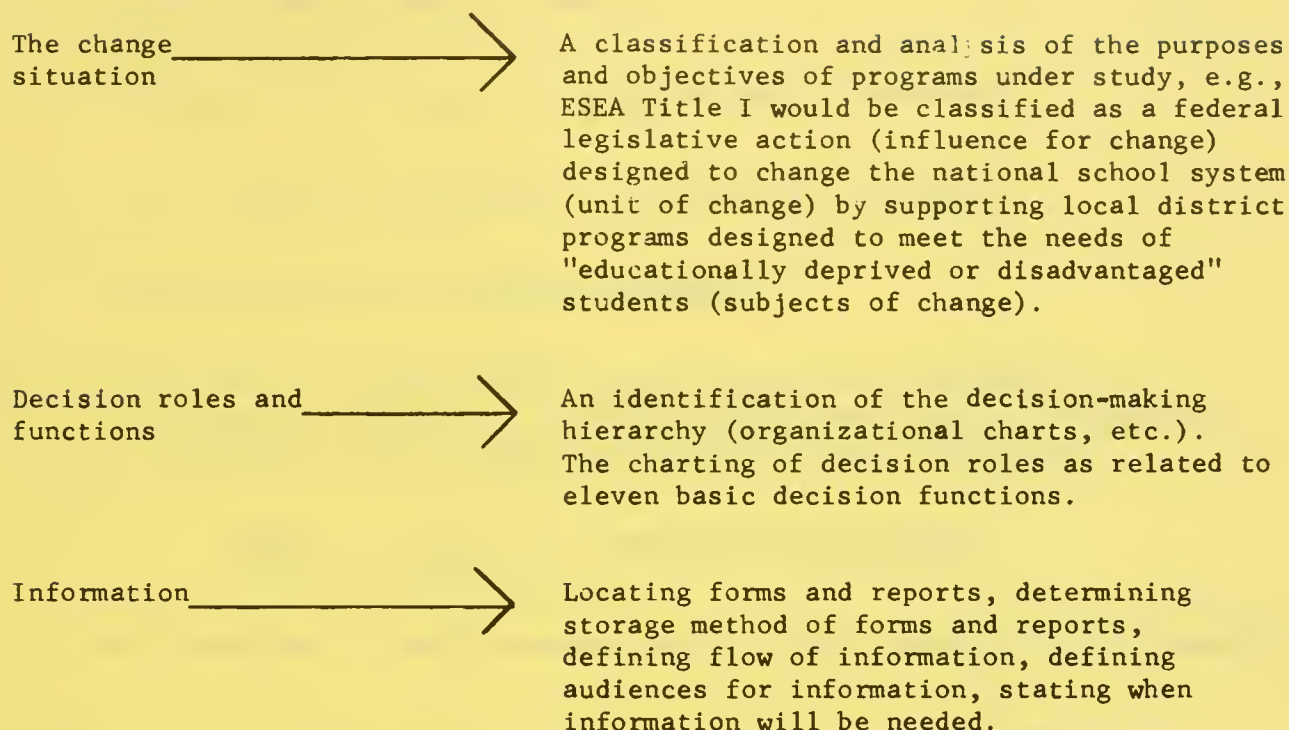 The change
situation
A classification and analysis of the purposes
and objectives of programs under study, e.g.,
ESEA Title I would be classified as a federal
legislative action (influence for change)
designed to change the national school system
(unit of change) by supporting local district
programs designed to meet the needs of
"educationally deprived or disadvantaged"
students (subjects of change).
Decision roles and
functions
An identification of the decision-making
hierarchy (organizational charts, etc.).
The charting of decision roles as related to
eleven basic decision functions.
Information
Locating forms and reports, determining
storage method of forms and reports,
defining flow of information, defining
audiences for information, stating when
information will be needed.